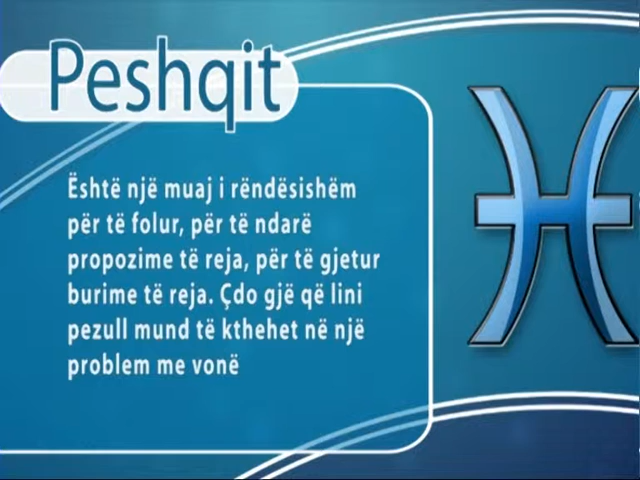 Peshqit
Është një muaj i rëndësishëm
për të folur, për të ndarë
propozime të reja, për të gjetur
burime të reja. Çdo gjë që lini
pezull mund të kthehet në një
problem me vonë